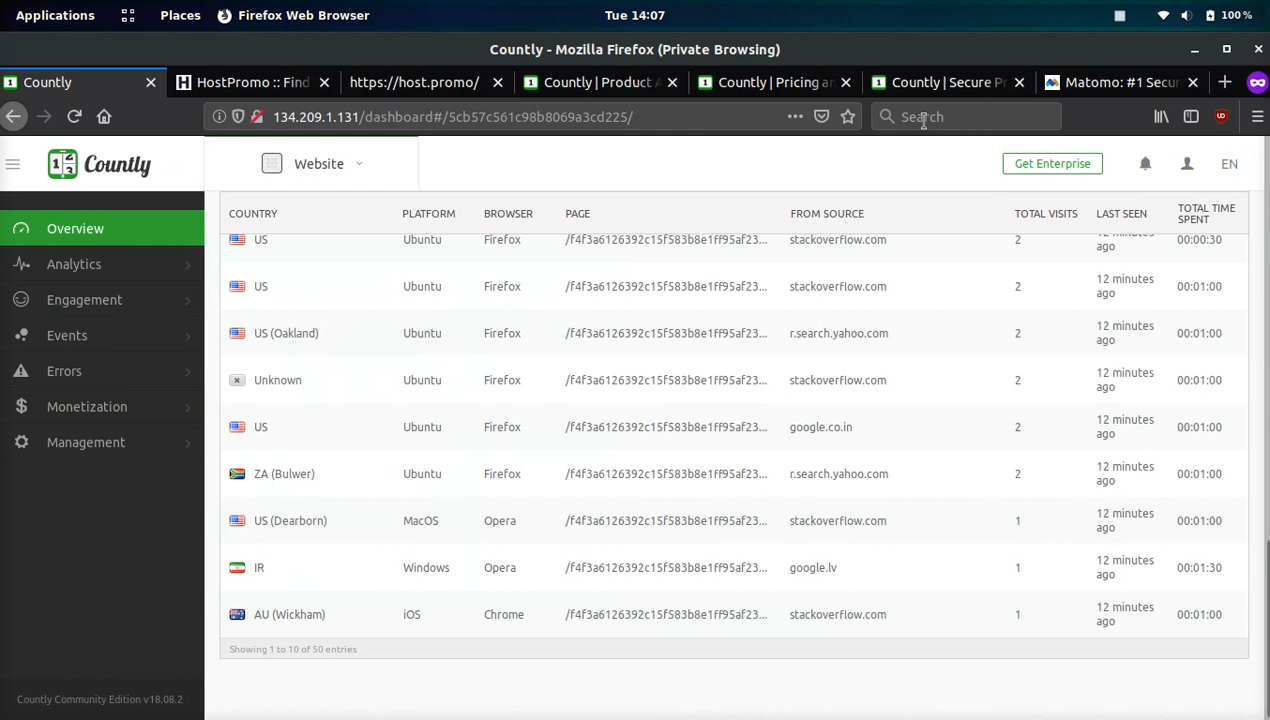 Applications Places Firefox Web Browser Tue 14:07 100 %
Countly - Mozilla Firefox (Private Browsing)
Countly HostPromo :: Find https://host.promo/ Countly | Product A Countly | Pricing an Countly | Secure Pr Matomo: #1 Secur
134.209.1.131/dashboard#/5cb57c561c98b8069a3cd225/ Search
Countly Website Get Enterprise EN
COUNTRY PLATFORM BROWSER PAGE FROM SOURCE TOTAL VISITS LAST SEEN TOTAL TIME
SPENT
US Ubuntu Firefox /f4f3a6126392c15f583b8e1ff95af23... stackoverflow.com 2 12 minutes
ago 00:00:30
US Ubuntu Firefox /f4f3a6126392c15f583b8e1ff95af23... stackoverflow.com 2 12 minutes
ago 00:01:00
US (Oakland) Ubuntu Firefox /f4f3a6126392c15f583b8e1ff95af23... r.search.yahoo.com 2 12 minutes
ago 00:01:00
Unknown Ubuntu Firefox /f4f3a6126392c15f583b8e1ff95af23... stackoverflow.com 2 12 minutes
ago 00:01:00
US Ubuntu Firefox /f4f3a6126392c15f583b8e1ff95af23... google.co.in 2 12 minutes
ago 00:01:00
ZA (Bulwer) Ubuntu Firefox /f4f3a6126392c15f583b8e1ff95af23... r.search.yahoo.com 2 12 minutes
ago 00:01:00
US (Dearborn) MacOS Opera /f4f3a6126392c15f583b8e1ff95af23... stackoverflow.com 1 12 minutes
ago 00:01:00
IR Windows Opera /f4f3a6126392c15f583b8e1ff95af23... google.lv 1 12 minutes
ago 00:01:30
AU (Wickham) iOS Chrome /f4f3a6126392c15f583b8e1ff95af23... stackoverflow.com 1 12 minutes
ago 00:01:00
Showing 1 to 10 of 50 entries
Overview
Analytics
Engagement
Events
Errors
Monetization
Management
Countly Community Edition v18.08.2